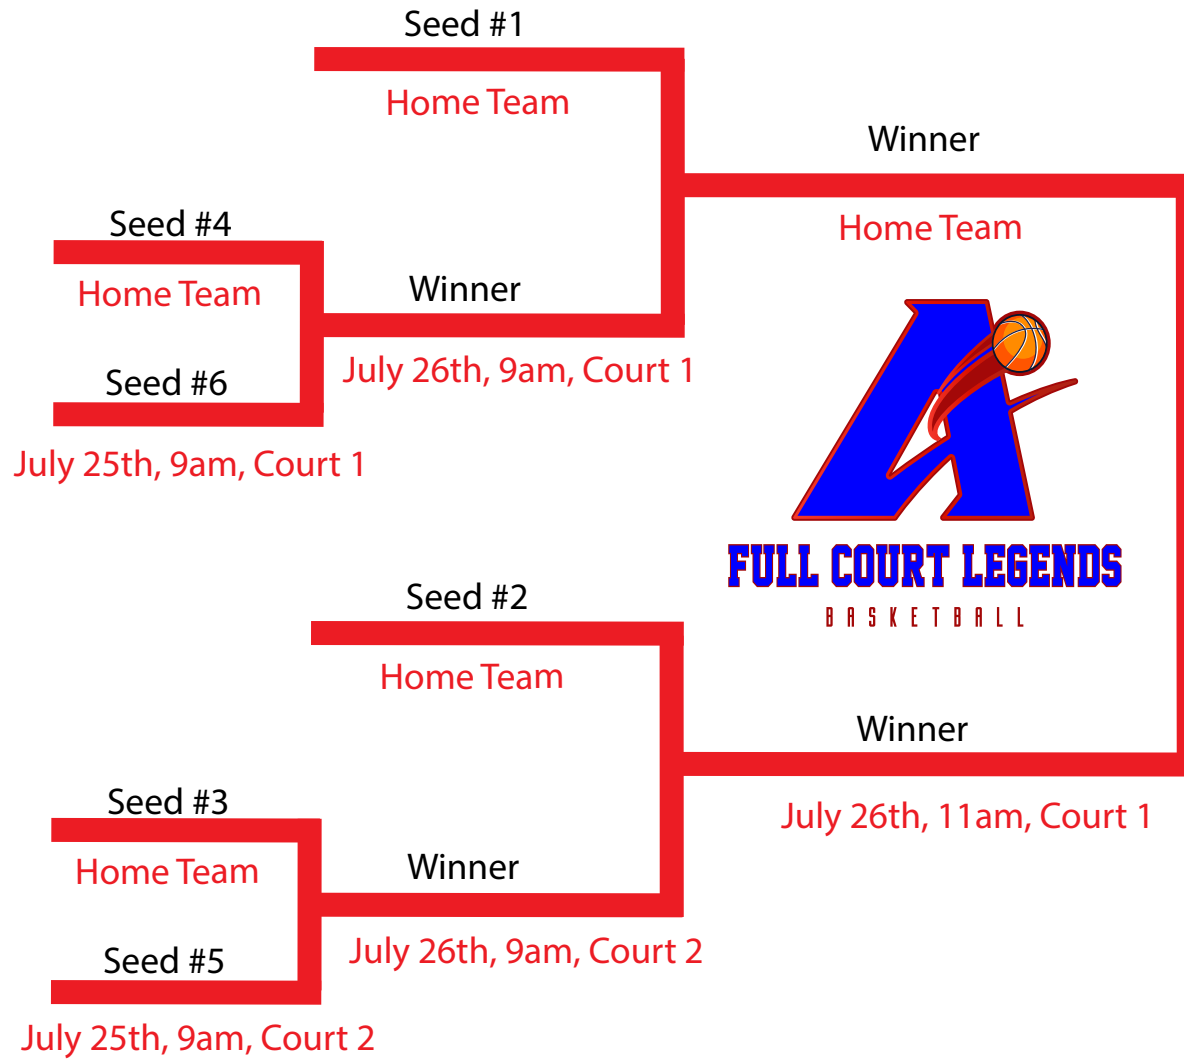 Seed #1
Home Team
Winner
Home Team
Seed #4
Home Team
Winner
July 26th, 9am, Court 1
Seed #6
July 25th, 9am, Court 1
FULL COURT LEGENDS
BASKETBALL
Seed #2
Home Team
Winner
July 26th, 11am, Court 1
Seed #3
Home Team
Winner
July 26th, 9am, Court 2
Seed #5
July 25th, 9am, Court 2